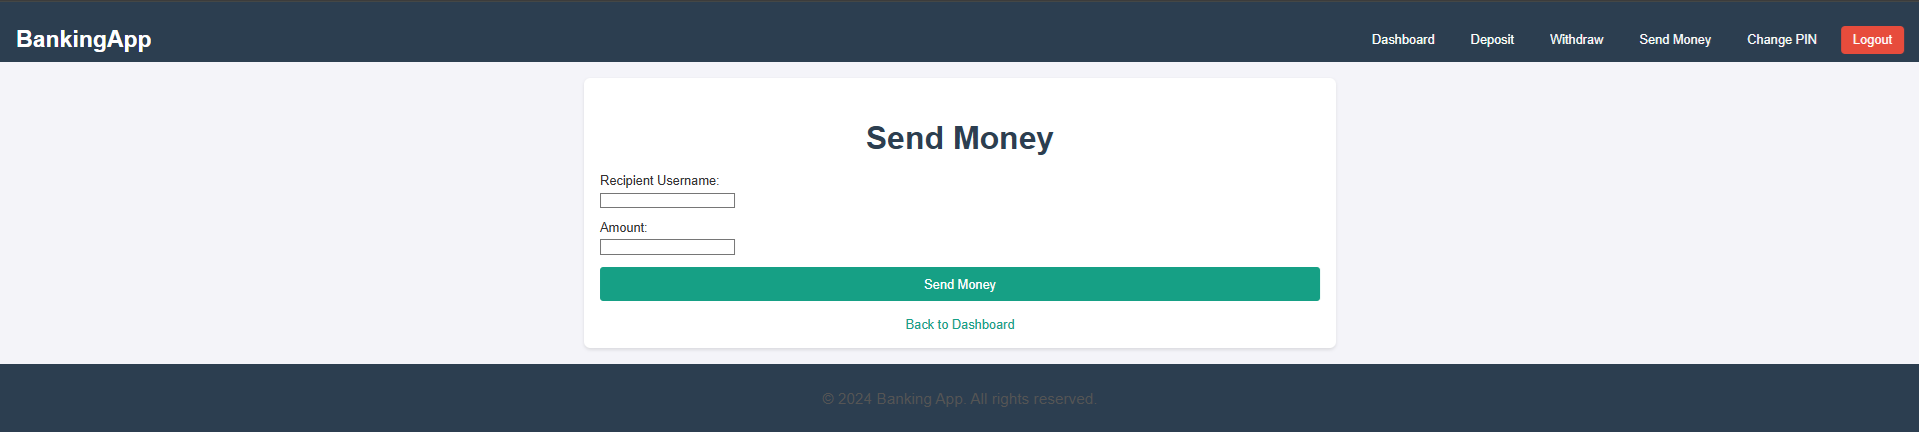 BankingApp Dashboard Deposit Withdraw Send Money Change PIN Logout
Send Money
Recipient Username:
Amount:
Send Money
Back to Dashboard
© 2024 Banking App. All rights reserved.